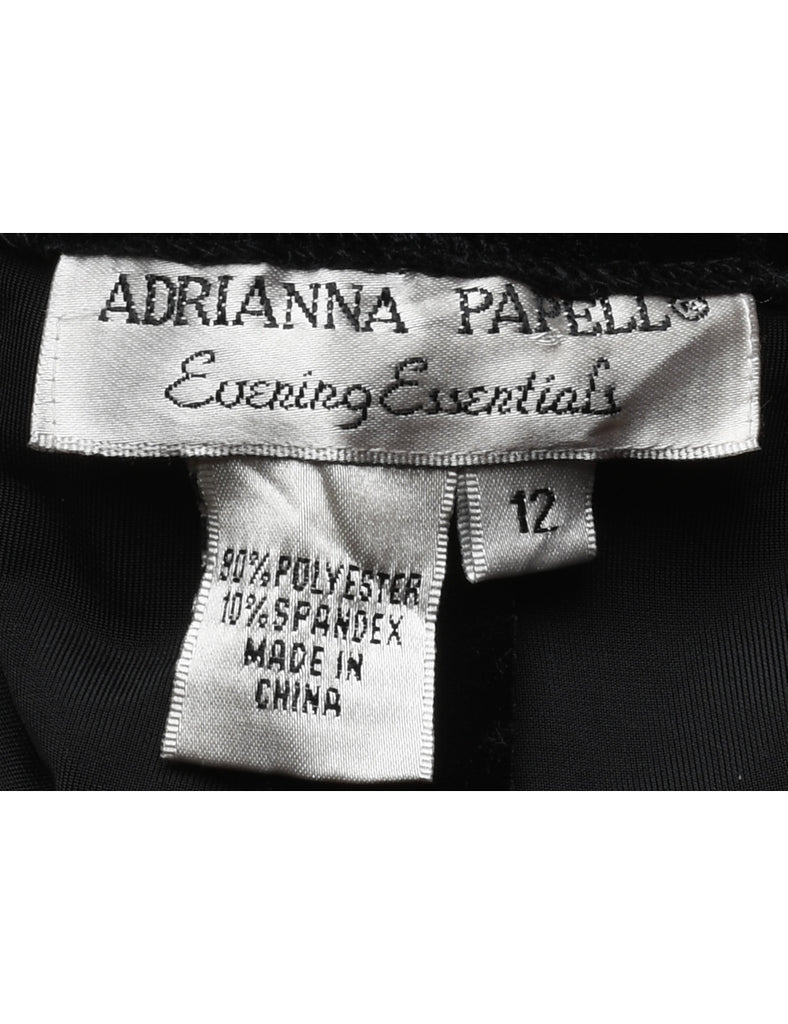 ADRIANNA PAPELL®
Evening Essentials
12
90% POLYESTER
10% SPANDEX
MADE IN
CHINA